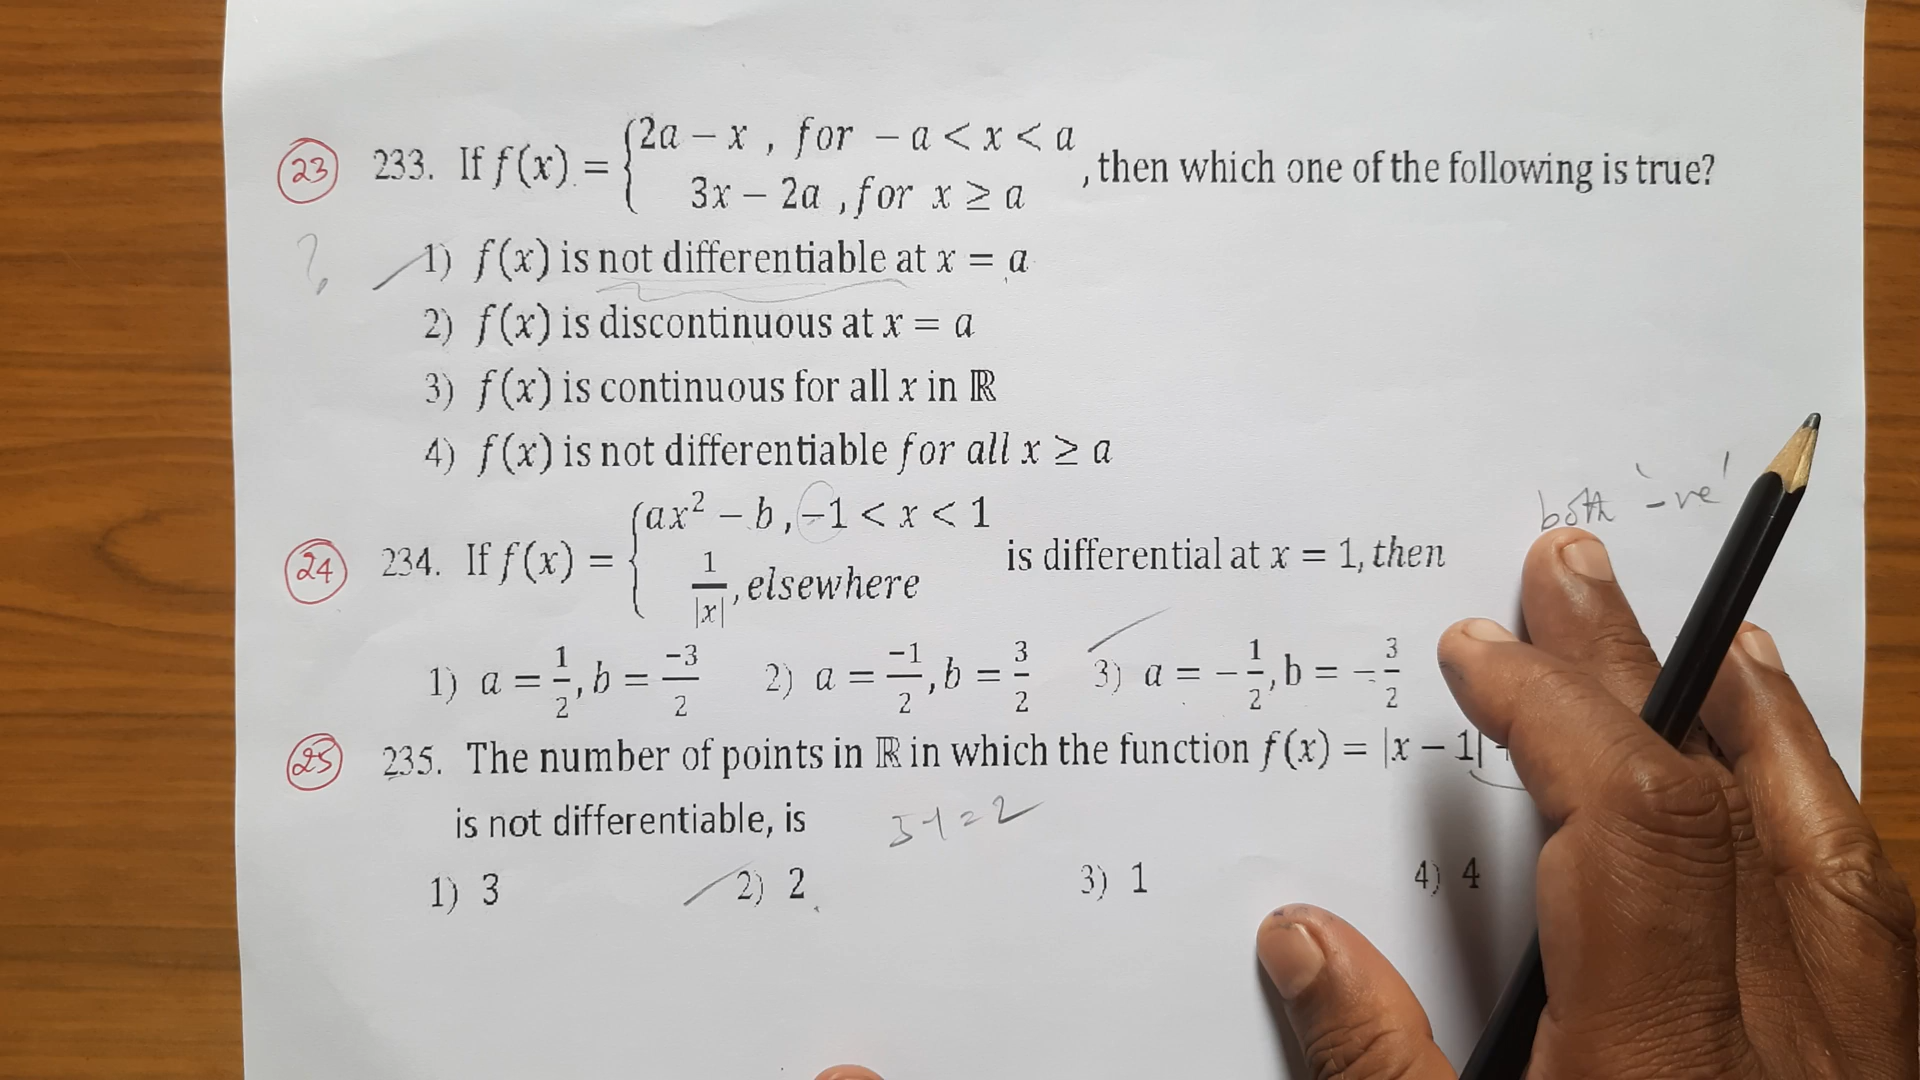 23 233. If f(x) = {2a − x , for − a < x < a
3x − 2a , for x ≥ a , then which one of the following is true?
?
1) f(x) is not differentiable at x = a
2) f(x) is discontinuous at x = a
3) f(x) is continuous for all x in ℝ
4) f(x) is not differentiable for all x ≥ a
both '-ve'
24 234. If f(x) = {ax² − b , −1 < x < 1
1/|x| , elsewhere is differential at x = 1, then
1) a = 1/2, b = −3/2 2) a = −1/2, b = 3/2 3) a = −1/2, b = −3/2
25 235. The number of points in ℝ in which the function f(x) = |x − 1|
is not differentiable, is
1) 3 2) 2 3) 1 4) 4